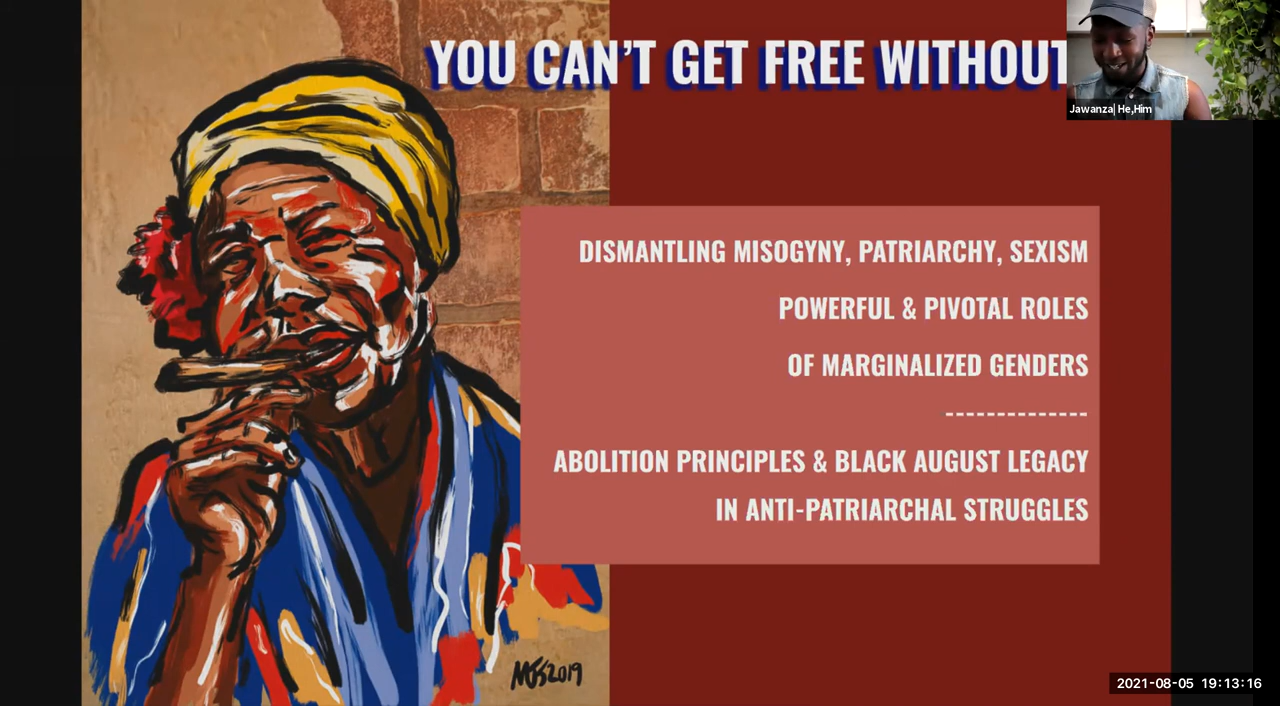 YOU CAN'T GET FREE WITHOUT
Jawanza| He,Him
DISMANTLING MISOGYNY, PATRIARCHY, SEXISM
POWERFUL & PIVOTAL ROLES
OF MARGINALIZED GENDERS
--------------
ABOLITION PRINCIPLES & BLACK AUGUST LEGACY
IN ANTI-PATRIARCHAL STRUGGLES
2021-08-05 19:13:16